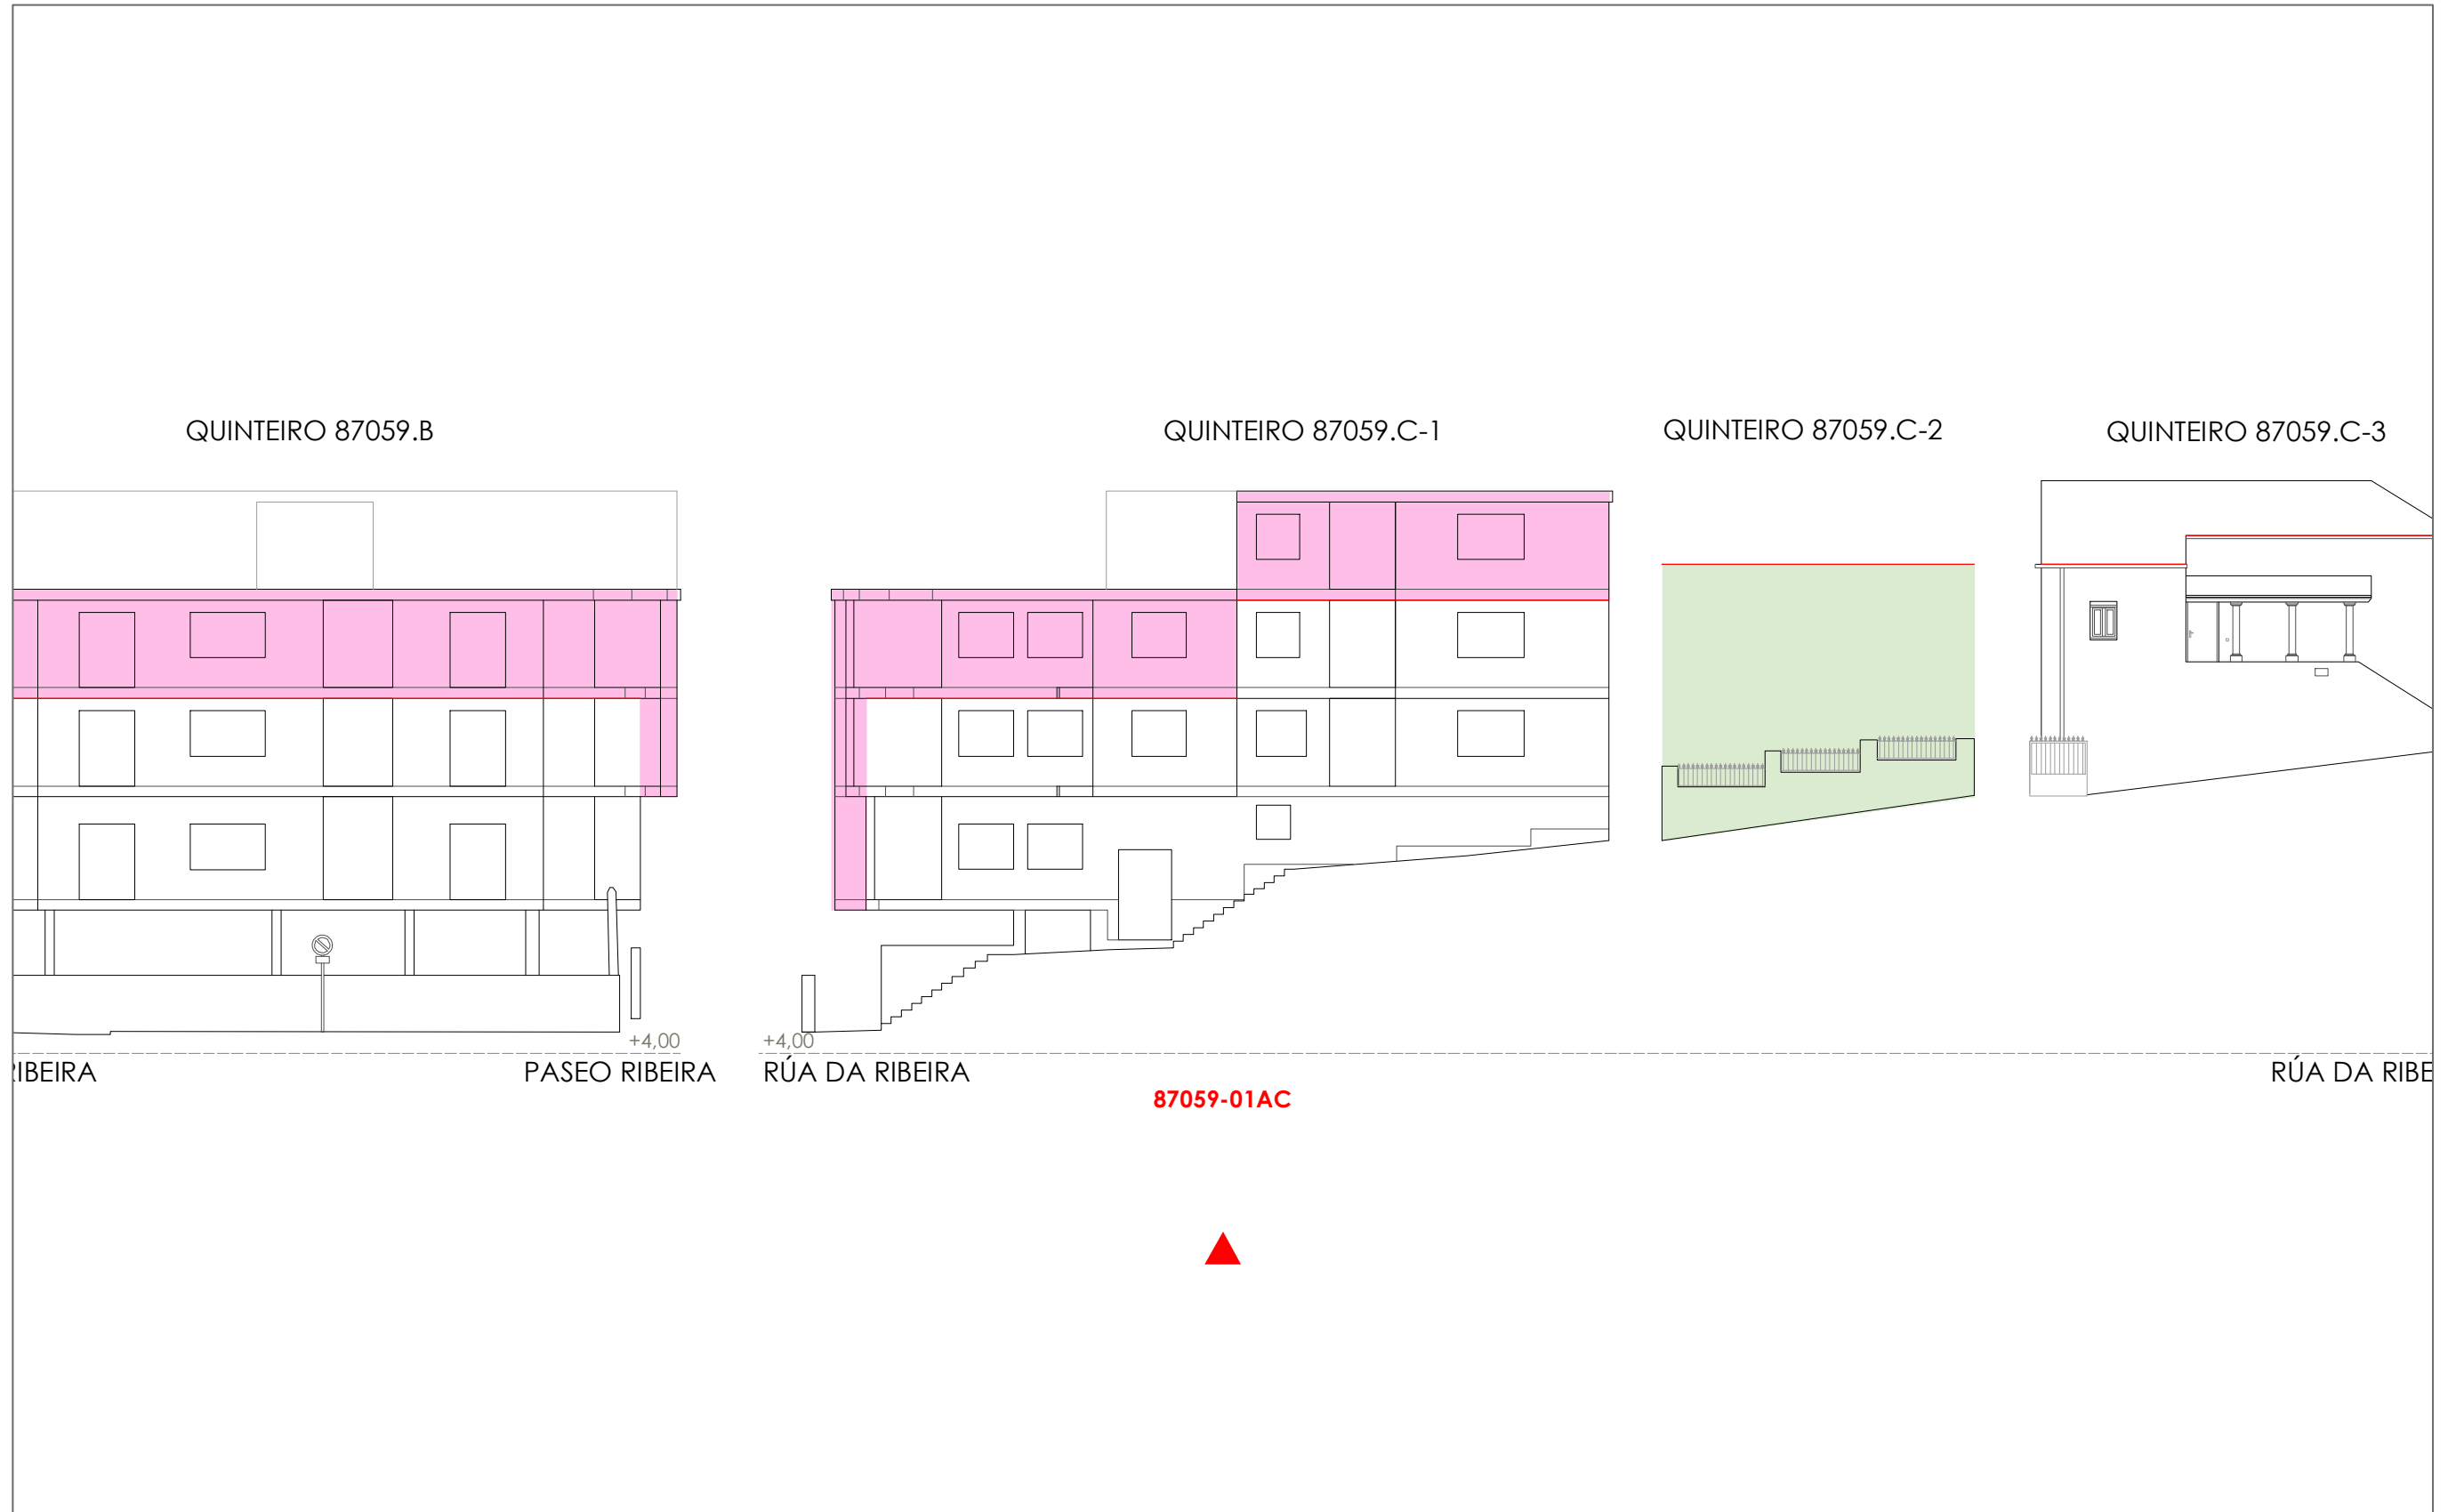 QUINTEIRO 87059.B
QUINTEIRO 87059.C-1
QUINTEIRO 87059.C-2
QUINTEIRO 87059.C-3
+4,00
+4,00
IBEIRA
PASEO RIBEIRA
RÚA DA RIBEIRA
RÚA DA RIBE
87059-01AC